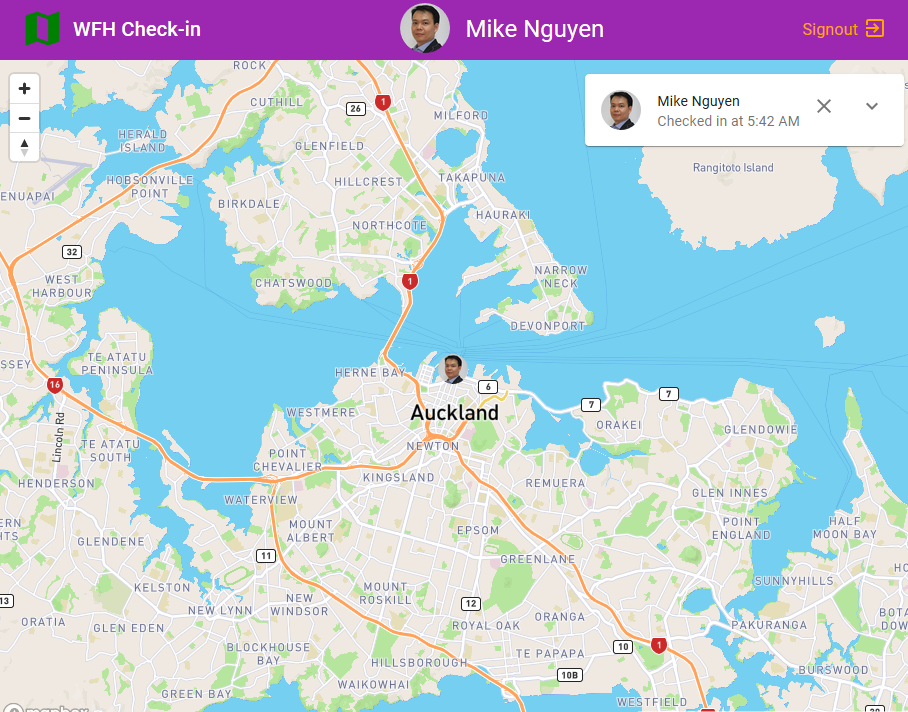 WFH Check-in
Mike Nguyen
Signout
Mike Nguyen
Checked in at 5:42 AM
ROCK
CUTHILL
26
1
MILFORD
HERALD
ISLAND
GLENFIELD
HOBSONVILLE
POINT
ENUAPAI
HILLCREST
TAKAPUNA
Rangitoto Island
BIRKDALE
HAURAKI
NORTHCOTE
32
WEST
HARBOUR
CHATSWOOD
1
NARROW
NECK
DEVONPORT
SSEY
TE ATATU
PENINSULA
HERNE BAY
16
6
7
7
WESTMERE
Auckland
ORAKEI
GLENDOWIE
Lincoln Rd
TE ATATU
SOUTH
NEWTON
POINT
CHEVALIER
KINGSLAND
REMUERA
HENDERSON
GLEN INNES
WATERVIEW
ERN
HTS
MOUNT
ALBERT
EPSOM
POINT
ENGLAND
HALF
MOON BAY
GLENDENE
11
GREENLANE
SUNNYHILLS
KELSTON
MOUNT
ROSKILL
13
NEW
WINDSOR
12
NEW LYNN
ORANGA
BOTA
DOW
ORATIA
GLEN EDEN
ROYAL OAK
PAKURANGA
BLOCKHOUSE
BAY
10
1
TE PAPAPA
HILLSBOROUGH
BURSWOOD
10B
WAIKOWHAI
GREEN BAY
WESTFIELD
mapbox